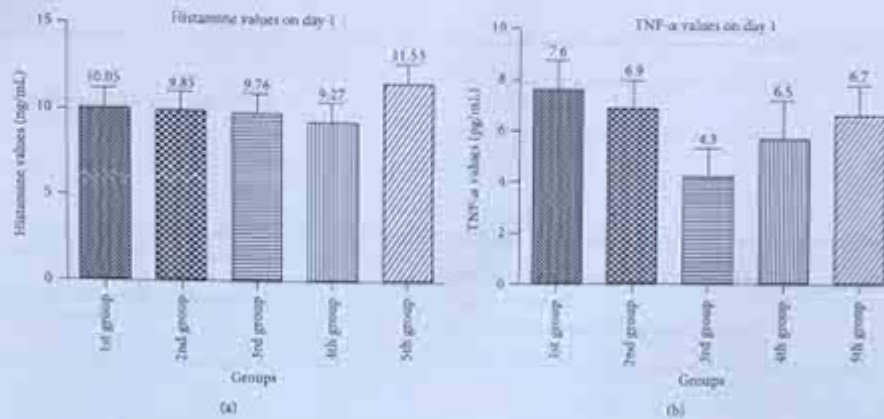 Histamine values on day 1
15
10
5
0
Histamine values (ng/mL)
10.05
9.85
9.76
9.27
11.53
1st group
2nd group
3rd group
4th group
5th group
Groups
(a)
TNF-α values on day 1
10
8
6
4
2
0
TNF-α values (pg/mL)
7.6
6.9
4.3
6.5
6.7
1st group
2nd group
3rd group
4th group
5th group
Groups
(b)